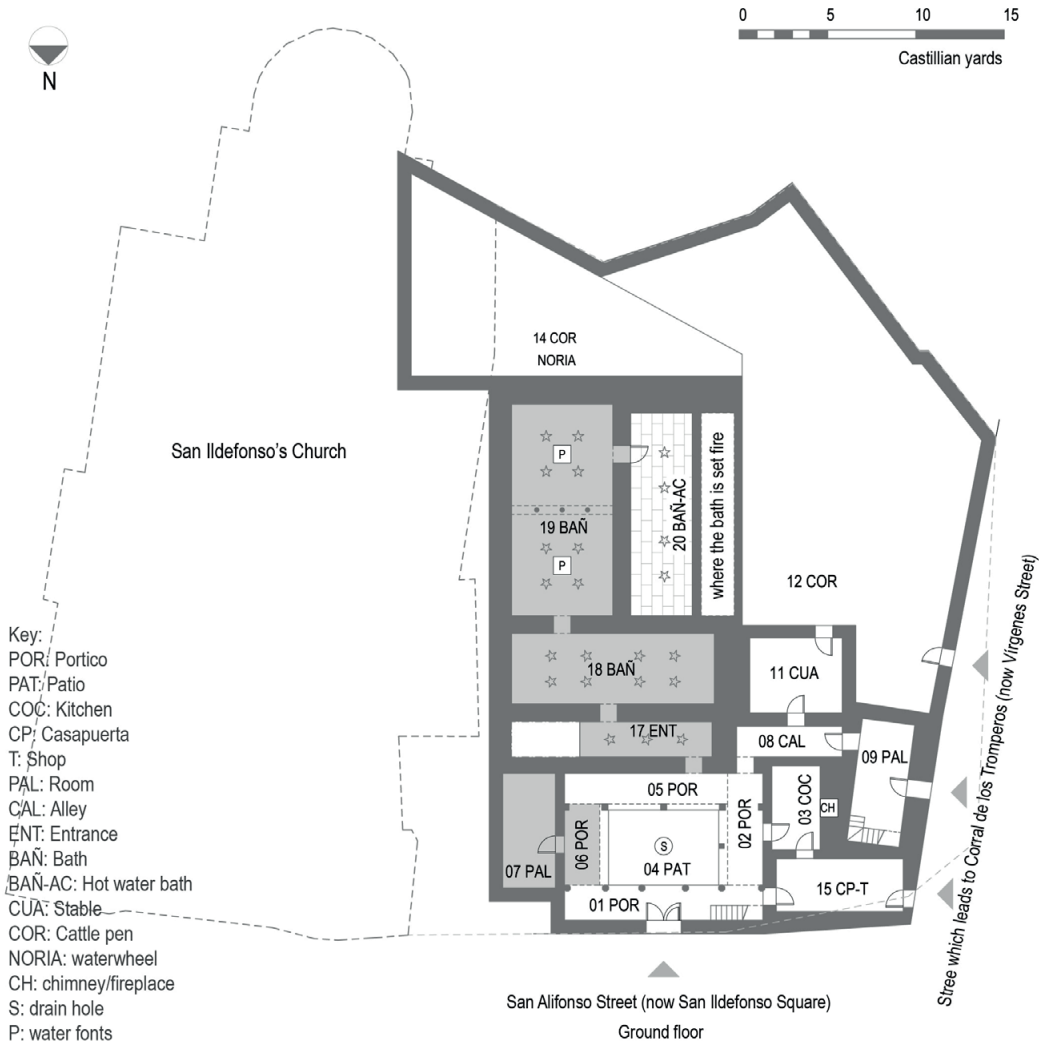 0 5 10 15
Castillian yards
N
14 COR
NORIA
San Ildefonso's Church
P
19 BAÑ
P
20 BAÑ-AC
where the bath is set fire
12 COR
18 BAÑ
11 CUA
17 ENT
08 CAL
09 PAL
05 POR
02 POR
03 COC
CH
06 POR
S
04 PAT
07 PAL
01 POR
15 CP-T
Stree which leads to Corral de los Tromperos (now Vírgenes Street)
Key:
POR: Portico
PAT: Patio
COC: Kitchen
CP: Casapuerta
T: Shop
PAL: Room
CAL: Alley
ENT: Entrance
BAÑ: Bath
BAÑ-AC: Hot water bath
CUA: Stable
COR: Cattle pen
NORIA: waterwheel
CH: chimney/fireplace
S: drain hole
P: water fonts
San Alifonso Street (now San Ildefonso Square)
Ground floor